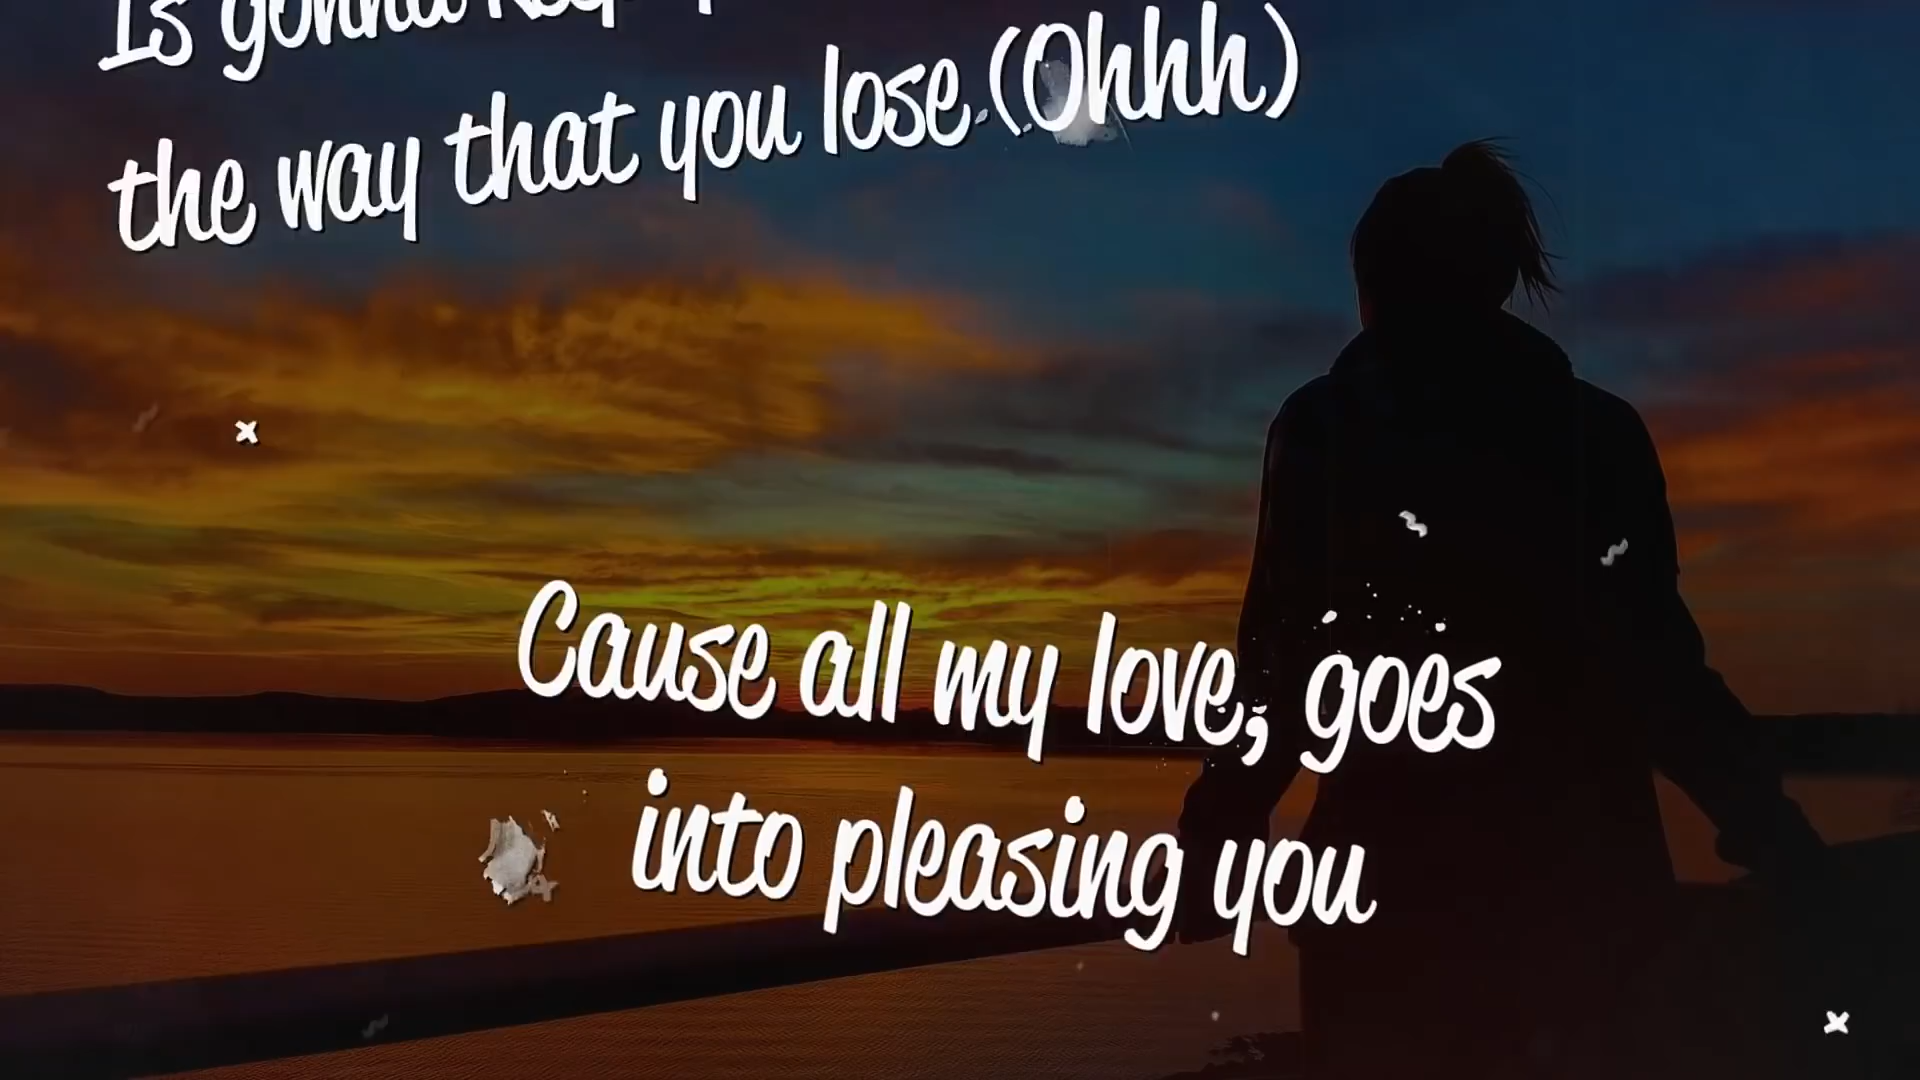 Is gonna
the way that you lose (Ohhh)
Cause all my love, goes
into pleasing you